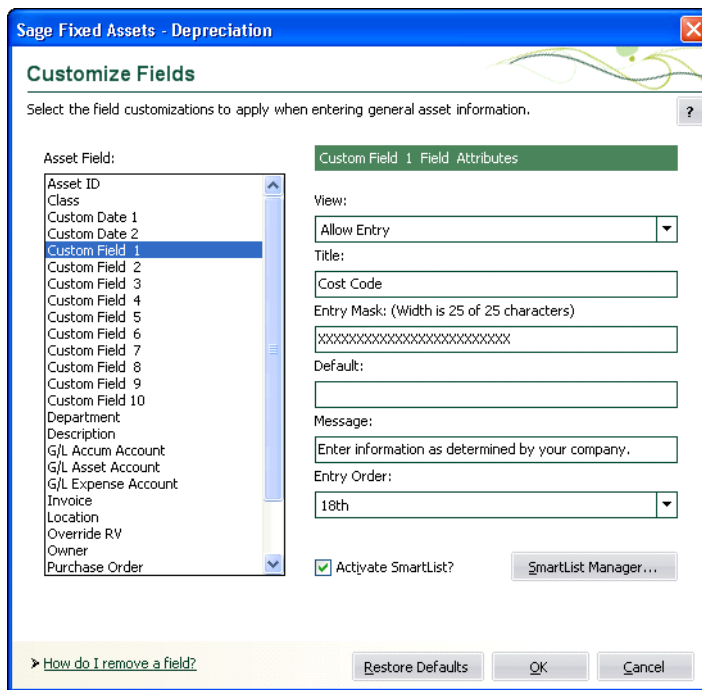 Sage Fixed Assets - Depreciation
Customize Fields
Select the field customizations to apply when entering general asset information.
?
Asset Field:
Asset ID
Class
Custom Date 1
Custom Date 2
Custom Field 1
Custom Field 2
Custom Field 3
Custom Field 4
Custom Field 5
Custom Field 6
Custom Field 7
Custom Field 8
Custom Field 9
Custom Field 10
Department
Description
G/L Accum Account
G/L Asset Account
G/L Expense Account
Invoice
Location
Override RV
Owner
Purchase Order
Custom Field 1 Field Attributes
View:
Allow Entry
Title:
Cost Code
Entry Mask: (Width is 25 of 25 characters)
XXXXXXXXXXXXXXXXXXXXXXXXX
Default:
Message:
Enter information as determined by your company.
Entry Order:
18th
Activate SmartList?
SmartList Manager...
How do I remove a field?
Restore Defaults
OK
Cancel